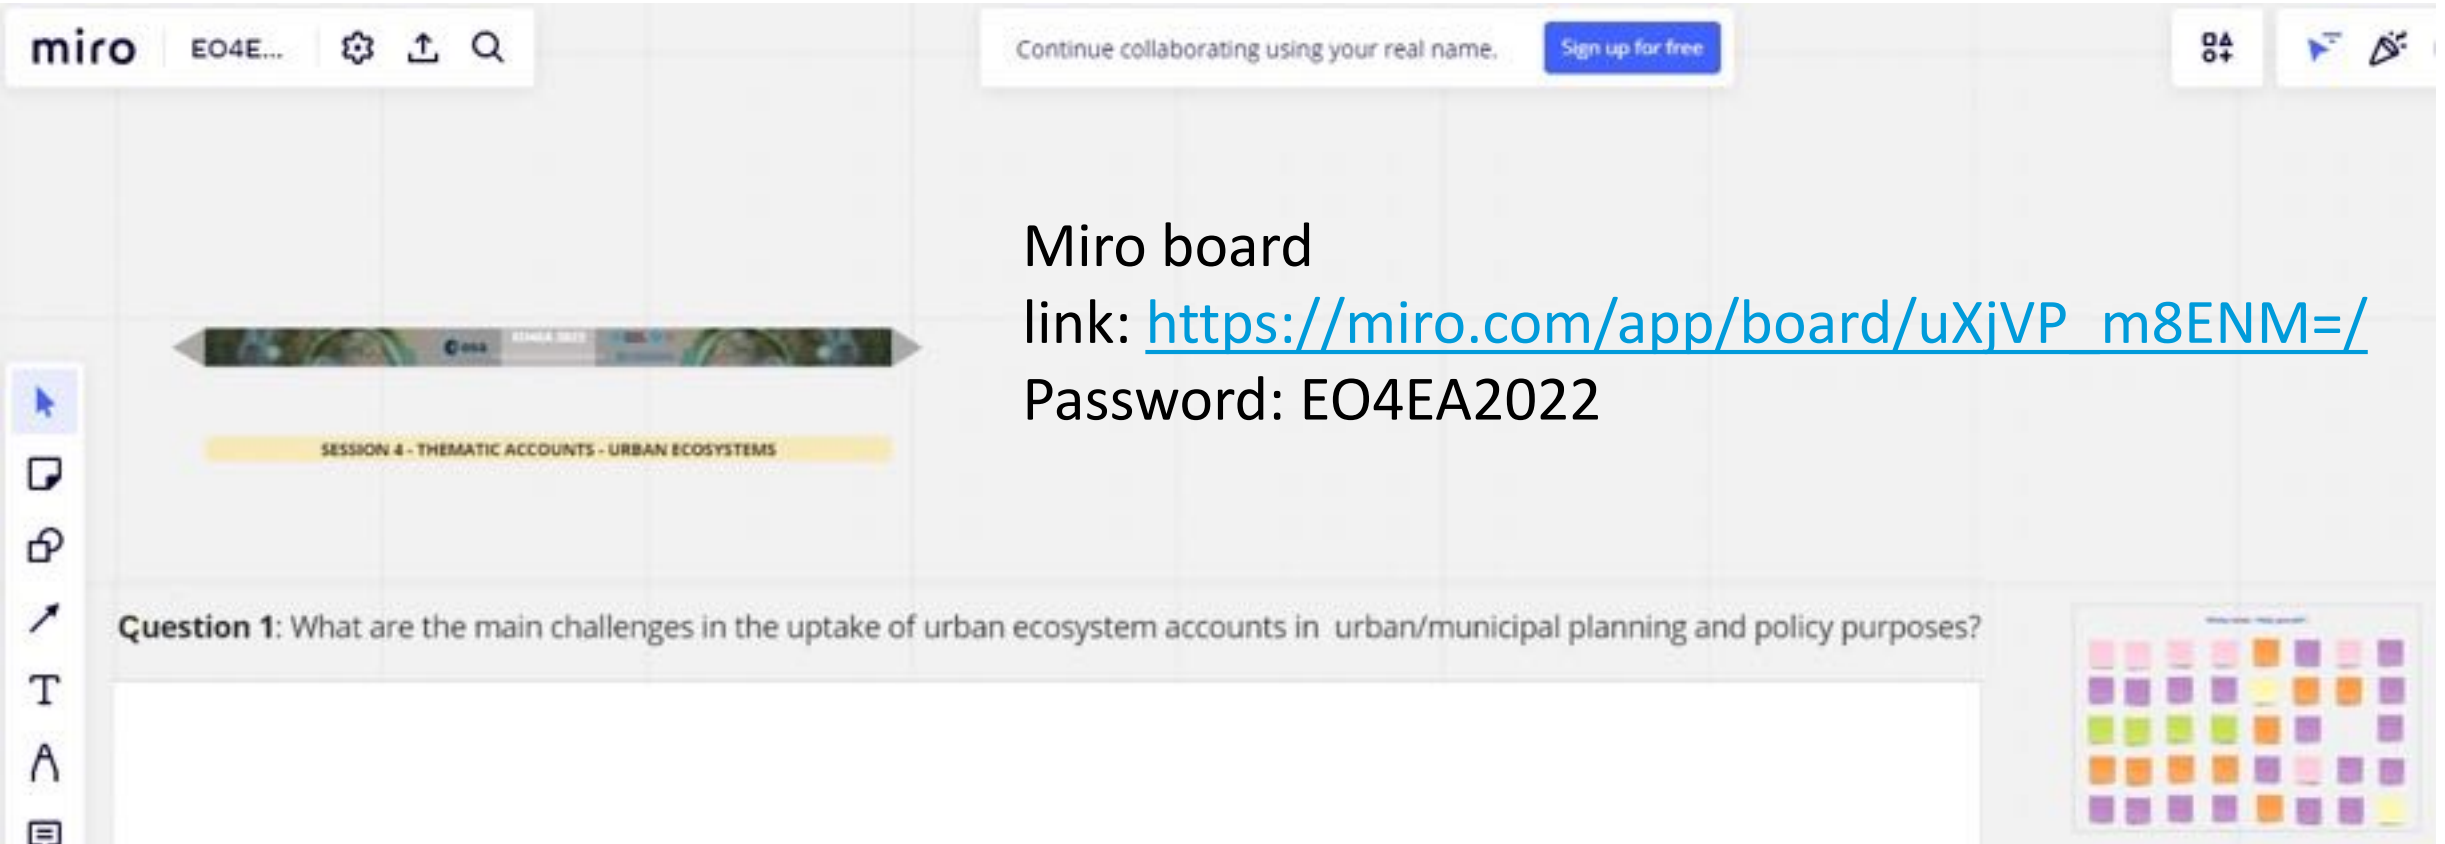 miro EO4E... Continue collaborating using your real name. Sign up for free
Miro board
link: https://miro.com/app/board/uXjVP_m8ENM=/
Password: EO4EA2022
esa
SESSION 4 - THEMATIC ACCOUNTS - URBAN ECOSYSTEMS
Question 1: What are the main challenges in the uptake of urban ecosystem accounts in urban/municipal planning and policy purposes?